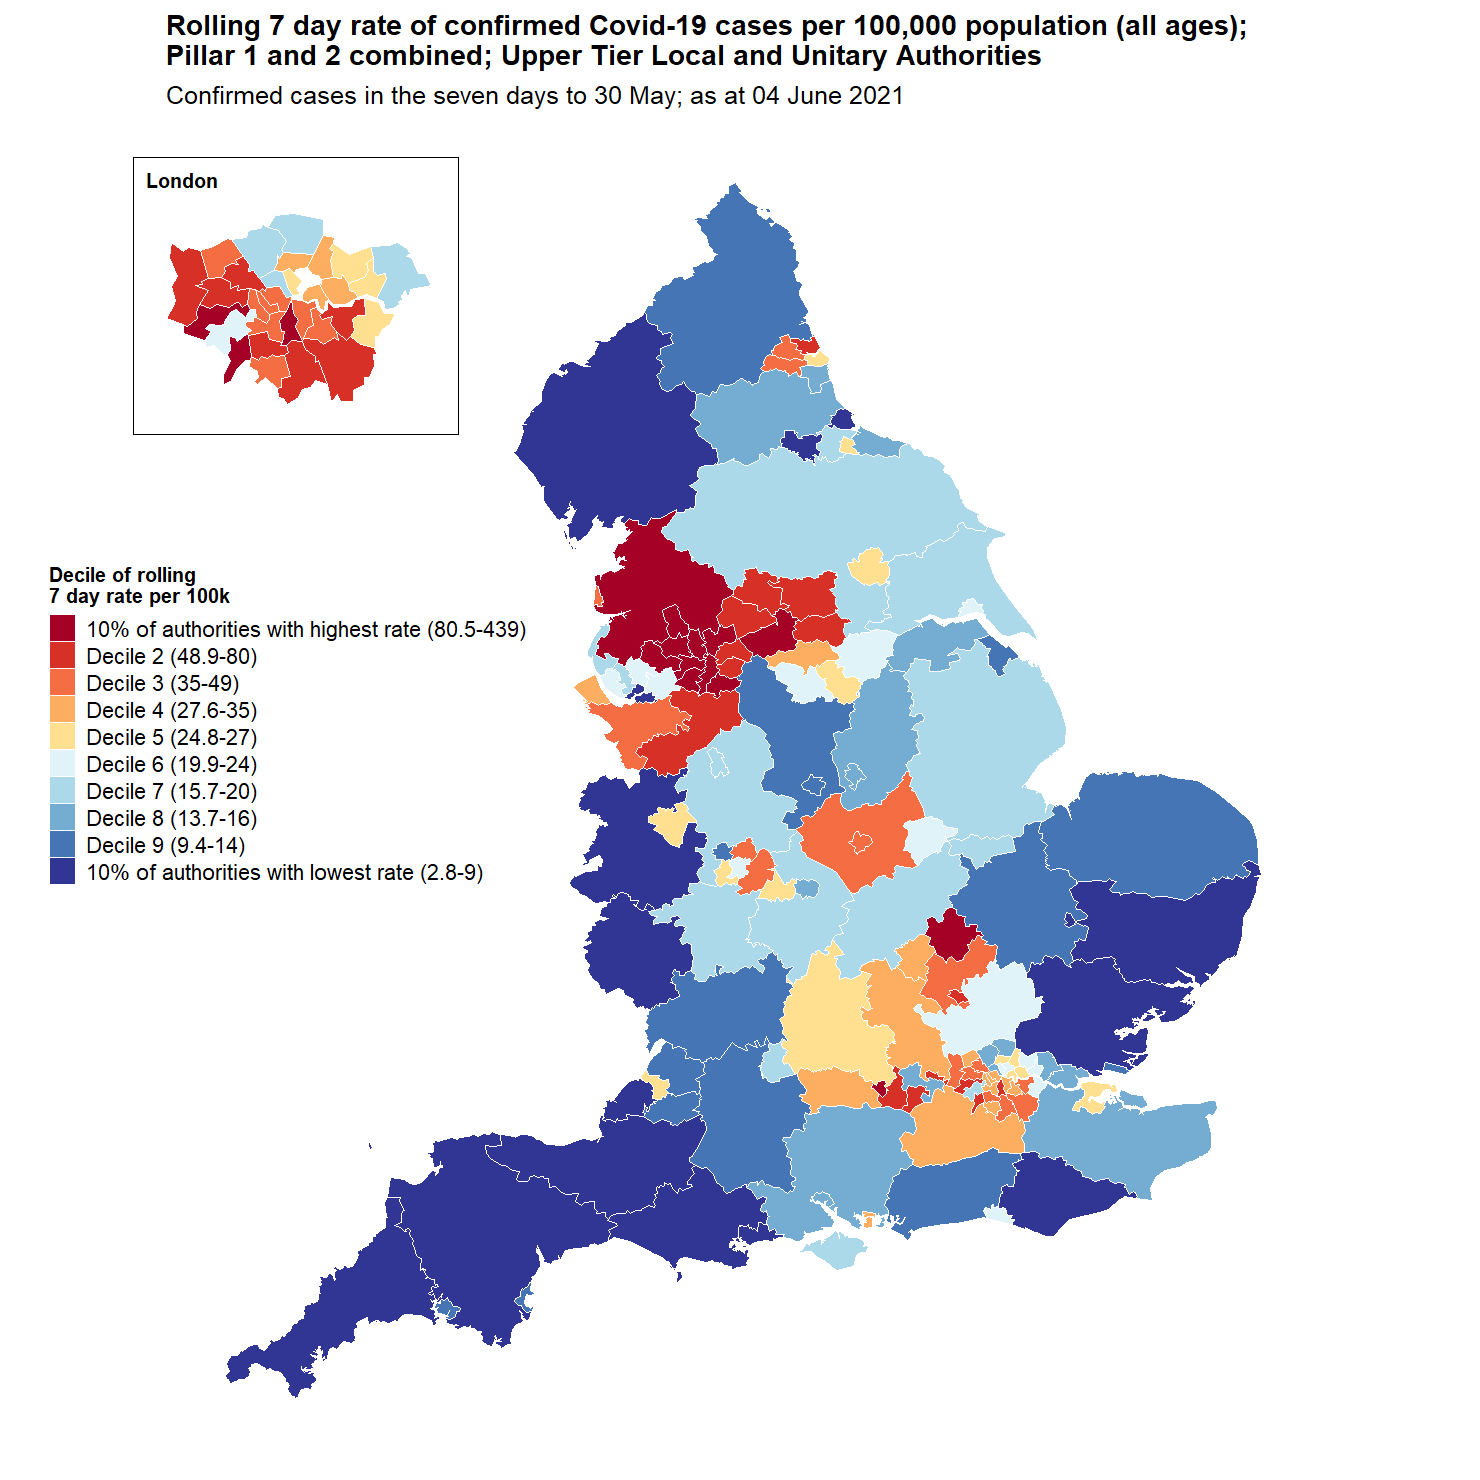 Rolling 7 day rate of confirmed Covid-19 cases per 100,000 population (all ages);
Pillar 1 and 2 combined; Upper Tier Local and Unitary Authorities
Confirmed cases in the seven days to 30 May; as at 04 June 2021
London
Decile of rolling
7 day rate per 100k
10% of authorities with highest rate (80.5-439)
Decile 2 (48.9-80)
Decile 3 (35-49)
Decile 4 (27.6-35)
Decile 5 (24.8-27)
Decile 6 (19.9-24)
Decile 7 (15.7-20)
Decile 8 (13.7-16)
Decile 9 (9.4-14)
10% of authorities with lowest rate (2.8-9)